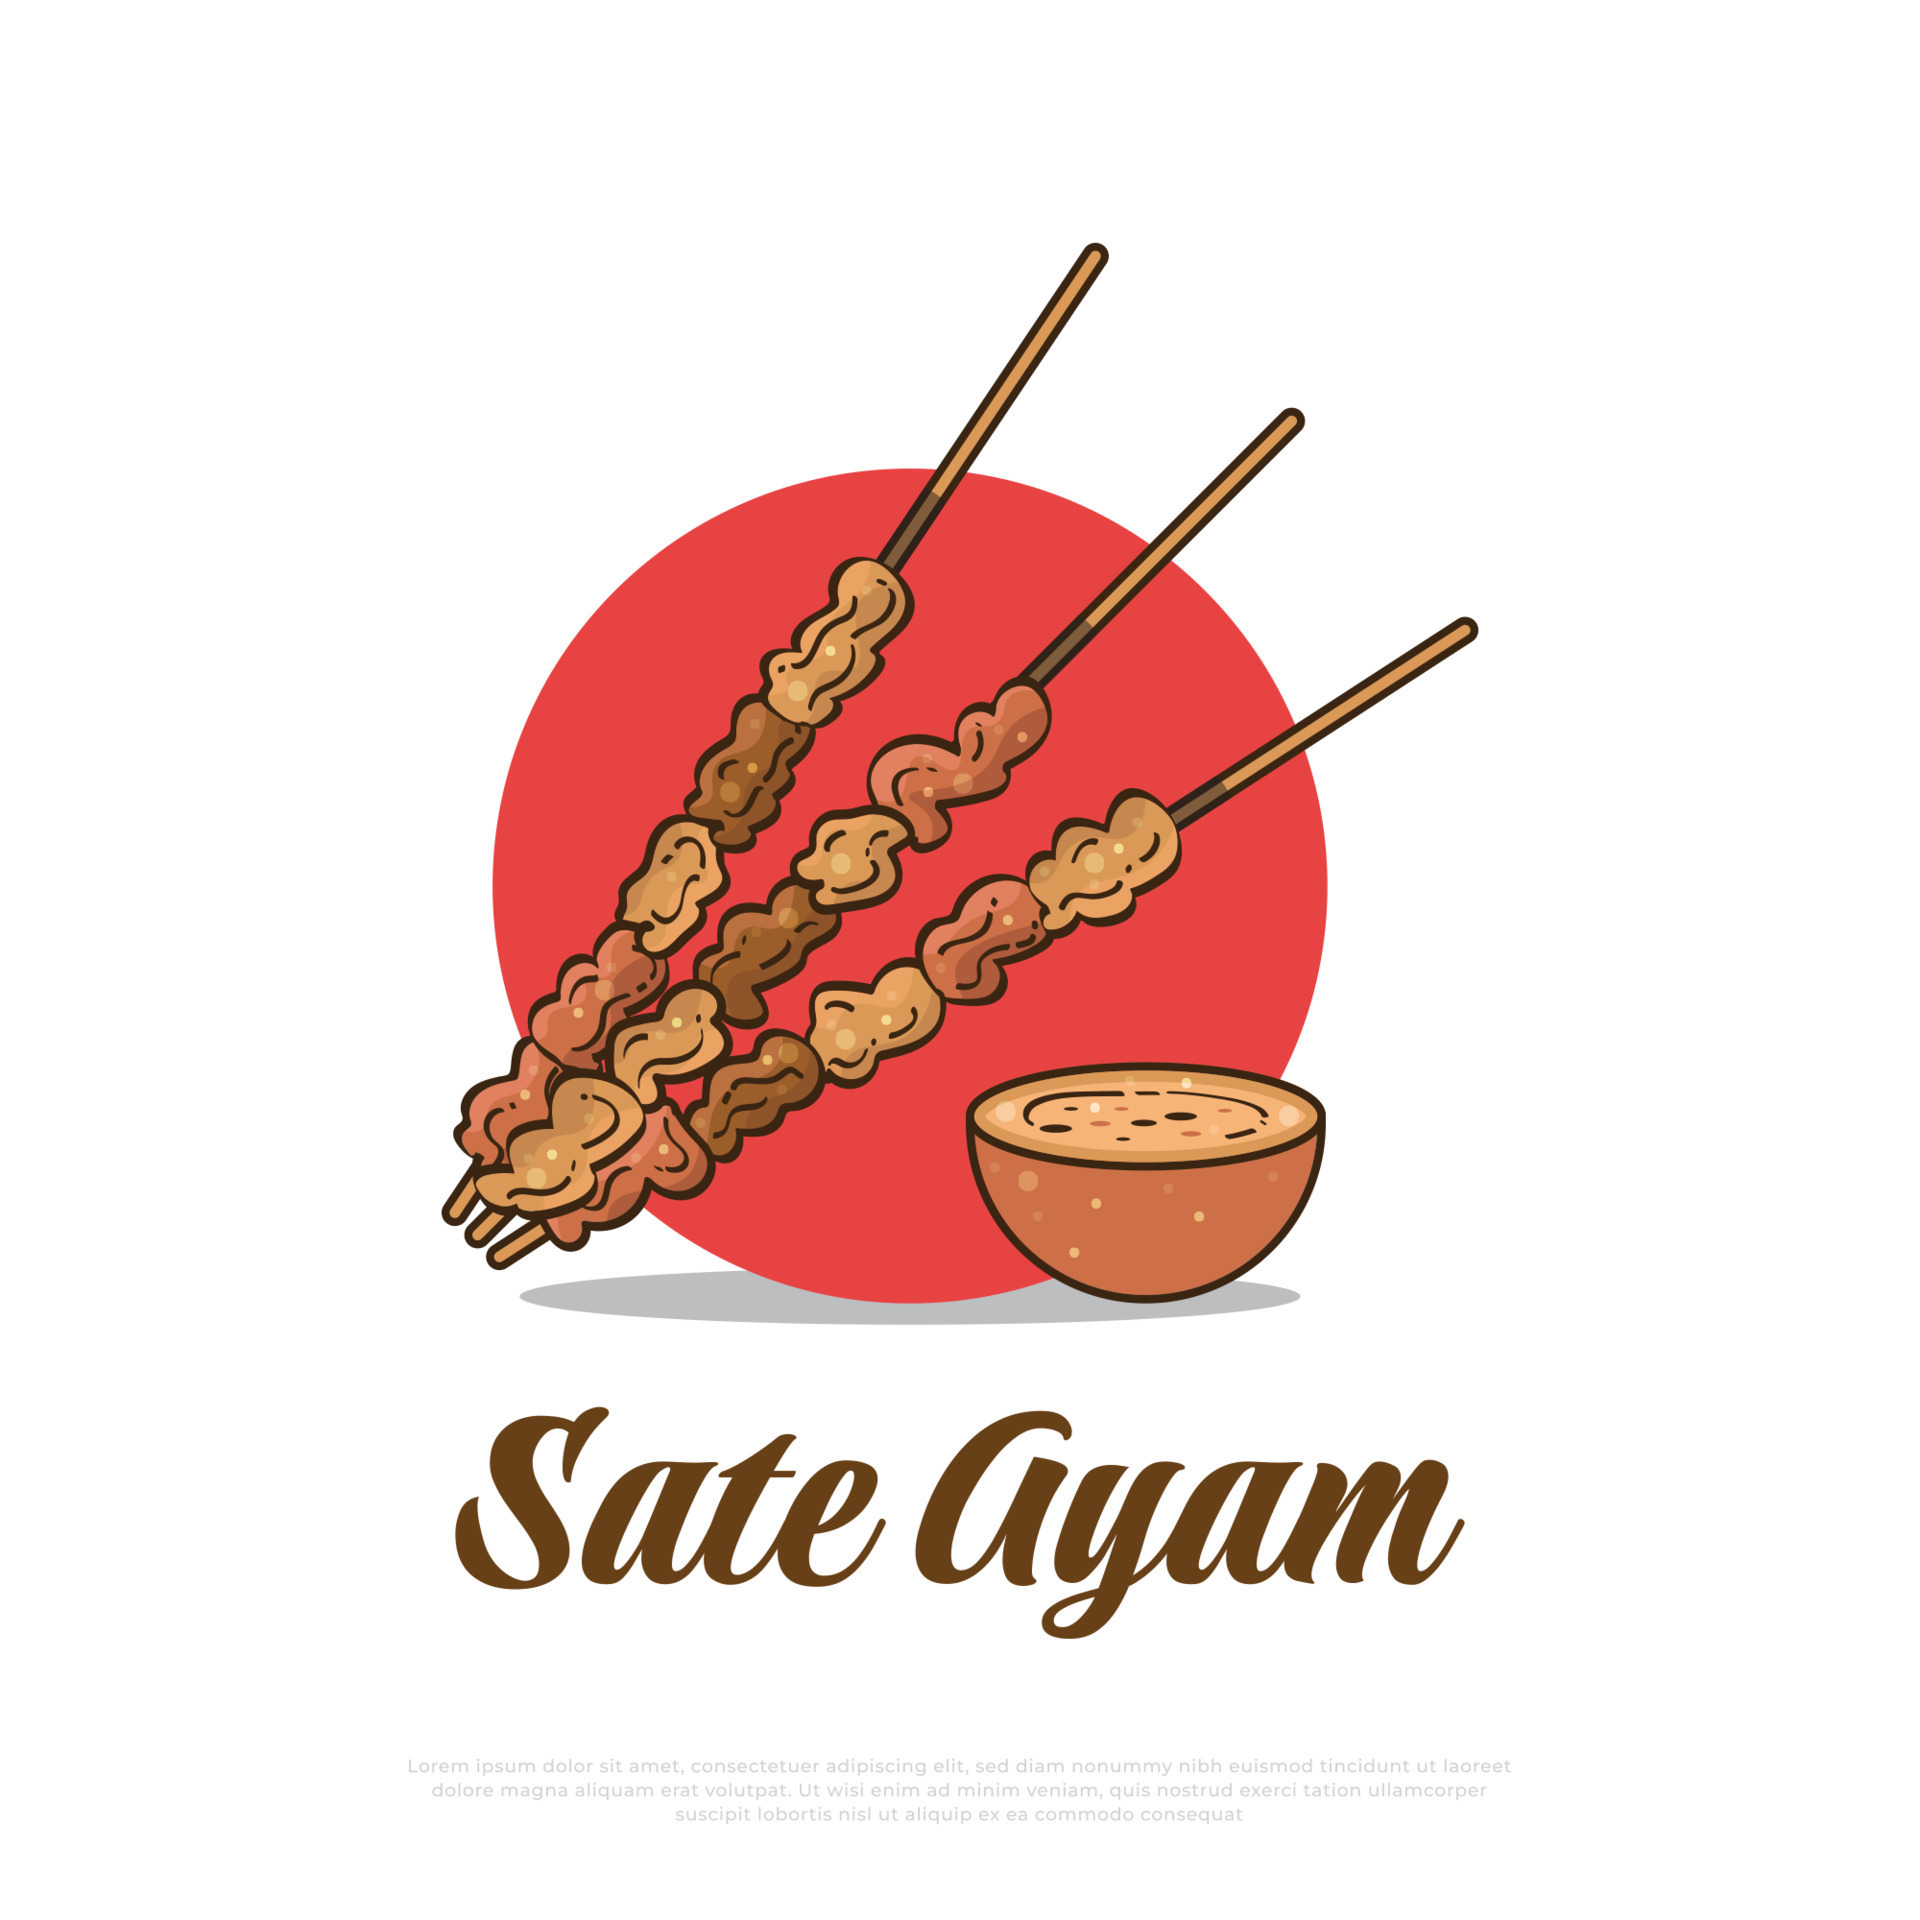 Sate Ayam
Lorem ipsum dolor sit amet, consectetuer adipiscing elit, sed diam nonummy nibh euismod tincidunt ut laoreet
dolore magna aliquam erat volutpat. Ut wisi enim ad minim veniam, quis nostrud exerci tation ullamcorper
suscipit lobortis nisl ut aliquip ex ea commodo consequat